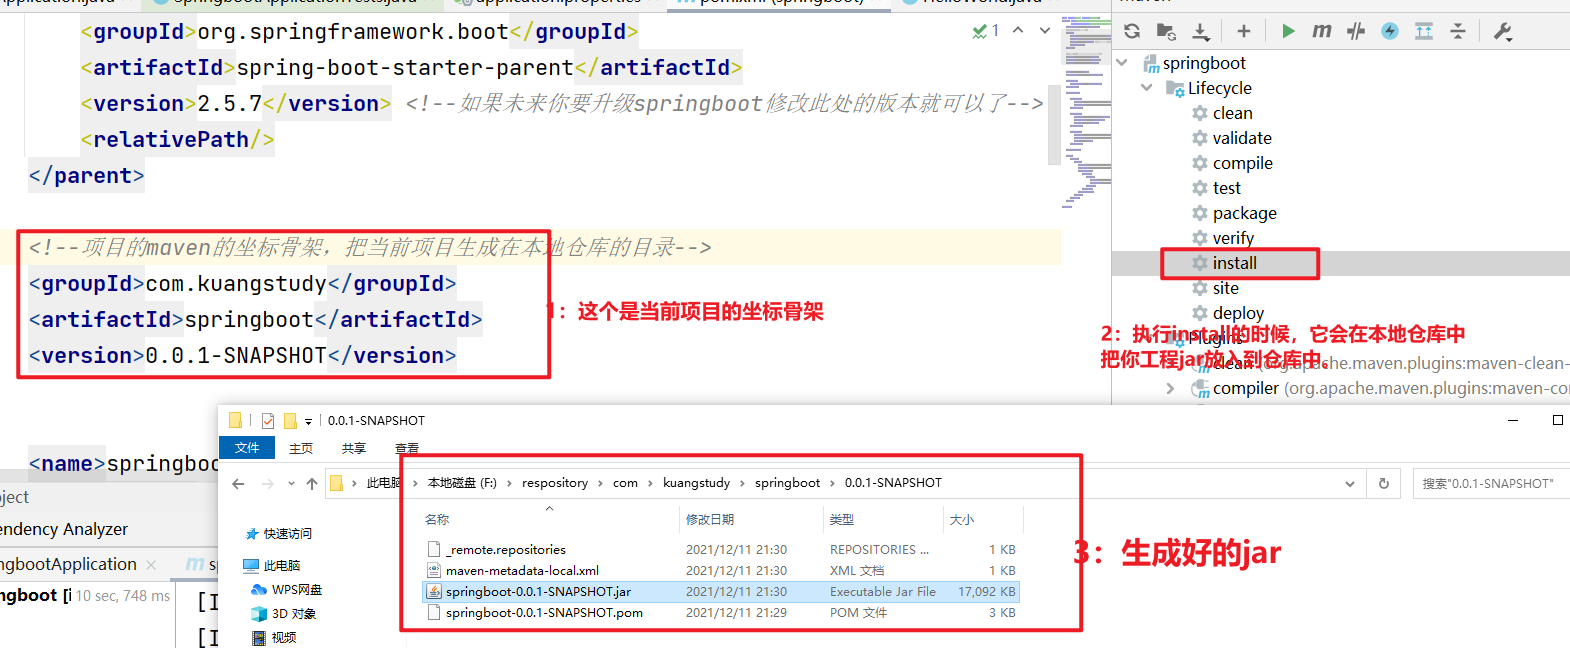 <groupId>org.springframework.boot</groupId>
<artifactId>spring-boot-starter-parent</artifactId>
<version>2.5.7</version> <!--如果未来你要升级springboot修改此处的版本就可以了-->
<relativePath/>
</parent>
<!--项目的maven的坐标骨架，把当前项目生成在本地仓库的目录-->
<groupId>com.kuangstudy</groupId>
<artifactId>springboot</artifactId>
<version>0.0.1-SNAPSHOT</version>
1：这个是当前项目的坐标骨架
<name>springboo
1
springboot
Lifecycle
clean
validate
compile
test
package
verify
install
site
deploy
Plugins
2：执行install的时候，它会在本地仓库中
把你工程jar放入到仓库中。
clean (org.apache.maven.plugins:maven-clean-
compiler (org.apache.maven.plugins:maven-co
0.0.1-SNAPSHOT
文件 主页 共享 查看
此电脑 › 本地磁盘 (F:) › respository › com › kuangstudy › springboot › 0.0.1-SNAPSHOT
搜索"0.0.1-SNAPSHOT"
名称 修改日期 类型 大小
_remote.repositories 2021/12/11 21:30 REPOSITORIES ... 1 KB
maven-metadata-local.xml 2021/12/11 21:30 XML 文档 1 KB
springboot-0.0.1-SNAPSHOT.jar 2021/12/11 21:30 Executable Jar File 17,092 KB
springboot-0.0.1-SNAPSHOT.pom 2021/12/11 21:29 POM 文件 3 KB
3：生成好的jar
快速访问
此电脑
WPS网盘
3D 对象
视频
ject
endency Analyzer
ngbootApplication
ngboot [i 10 sec, 748 ms
[I
[I